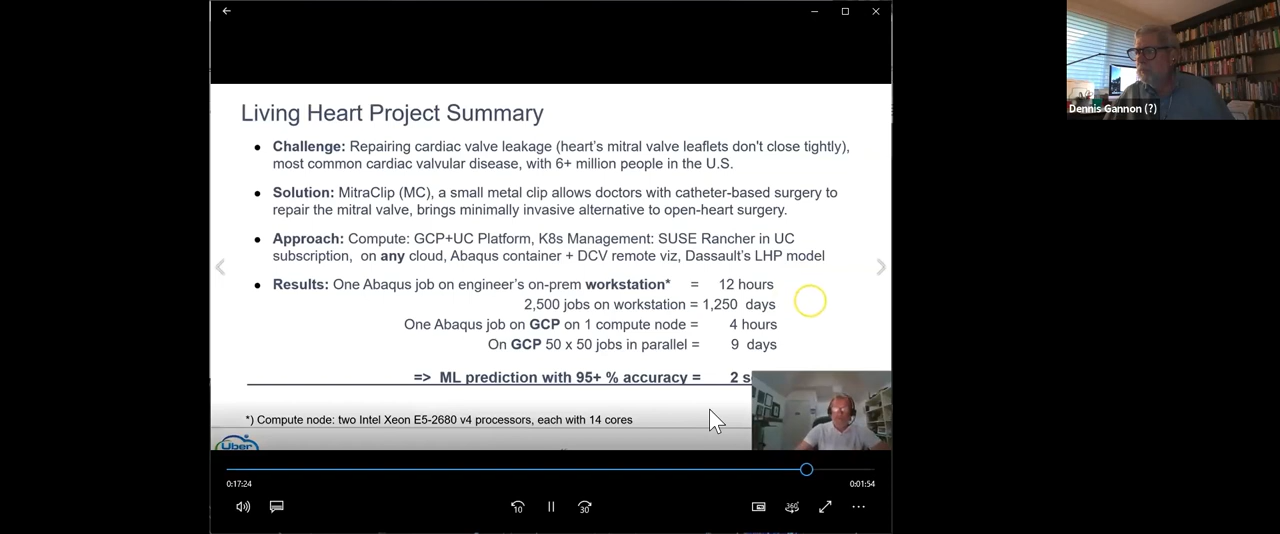 Living Heart Project Summary
• Challenge: Repairing cardiac valve leakage (heart's mitral valve leaflets don't close tightly),
most common cardiac valvular disease, with 6+ million people in the U.S.
• Solution: MitraClip (MC), a small metal clip allows doctors with catheter-based surgery to
repair the mitral valve, brings minimally invasive alternative to open-heart surgery.
• Approach: Compute: GCP+UC Platform, K8s Management: SUSE Rancher in UC
subscription, on any cloud, Abaqus container + DCV remote viz, Dassault's LHP model
• Results: One Abaqus job on engineer's on-prem workstation* = 12 hours
2,500 jobs on workstation = 1,250 days
One Abaqus job on GCP on 1 compute node = 4 hours
On GCP 50 x 50 jobs in parallel = 9 days
=> ML prediction with 95+ % accuracy = 2 s
*) Compute node: two Intel Xeon E5-2680 v4 processors, each with 14 cores
Uber
0:17:24
0:01:54
10
30
360
Dennis Gannon (?)